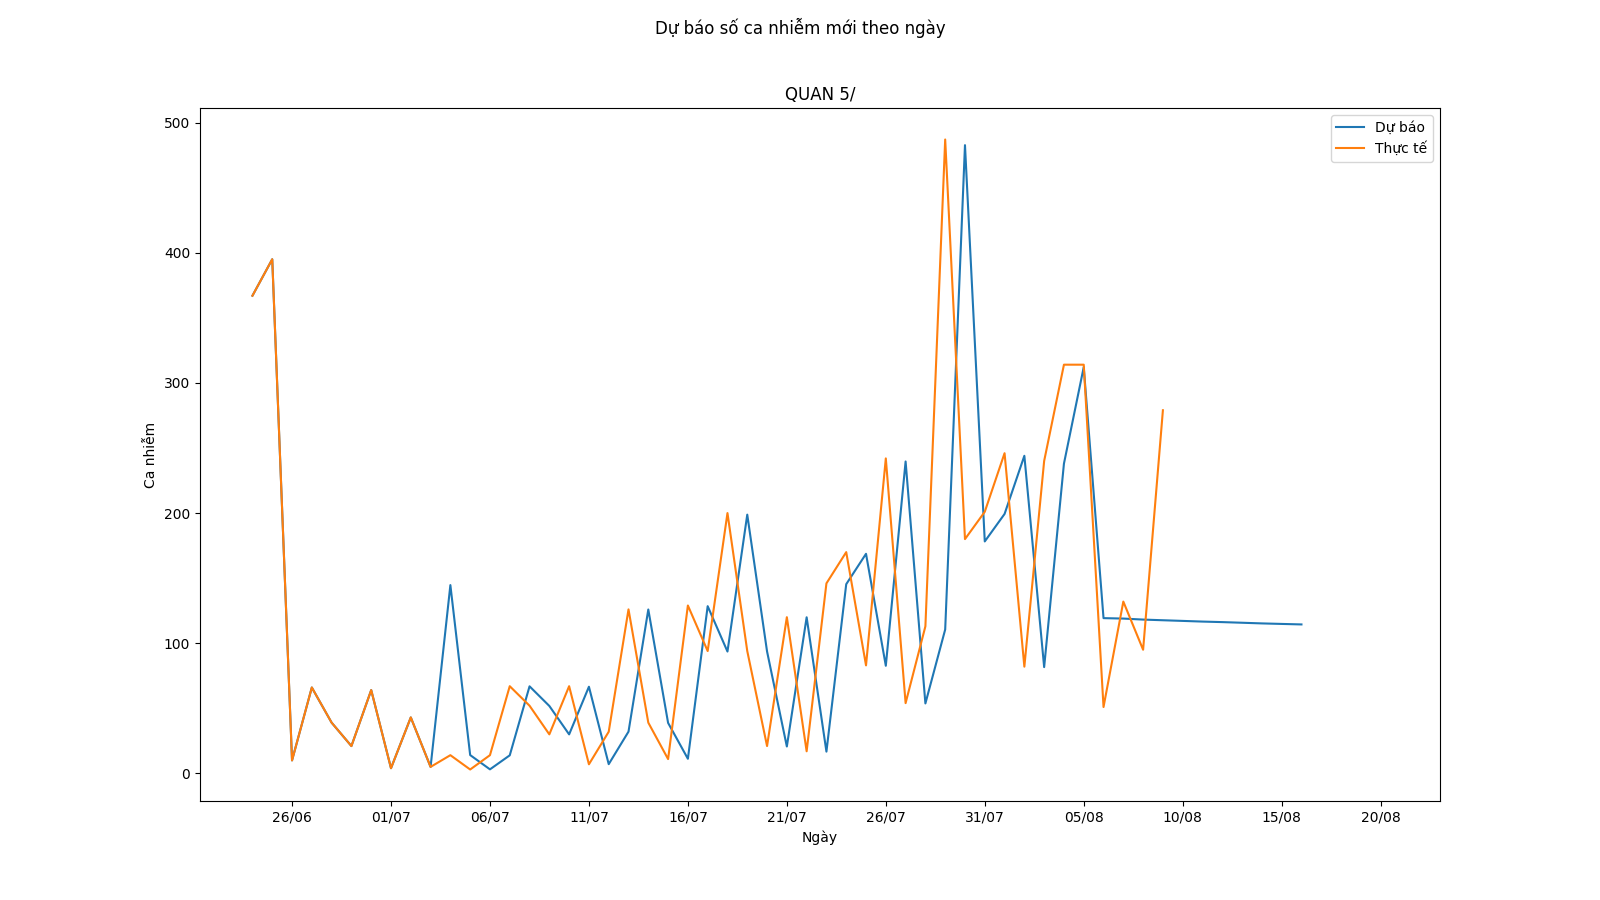 Dự báo số ca nhiễm mới theo ngày
QUAN 5/
Dự báo
Thực tế
500
400
300
200
100
0
Ca nhiễm
26/06 01/07 06/07 11/07 16/07 21/07 26/07 31/07 05/08 10/08 15/08 20/08
Ngày